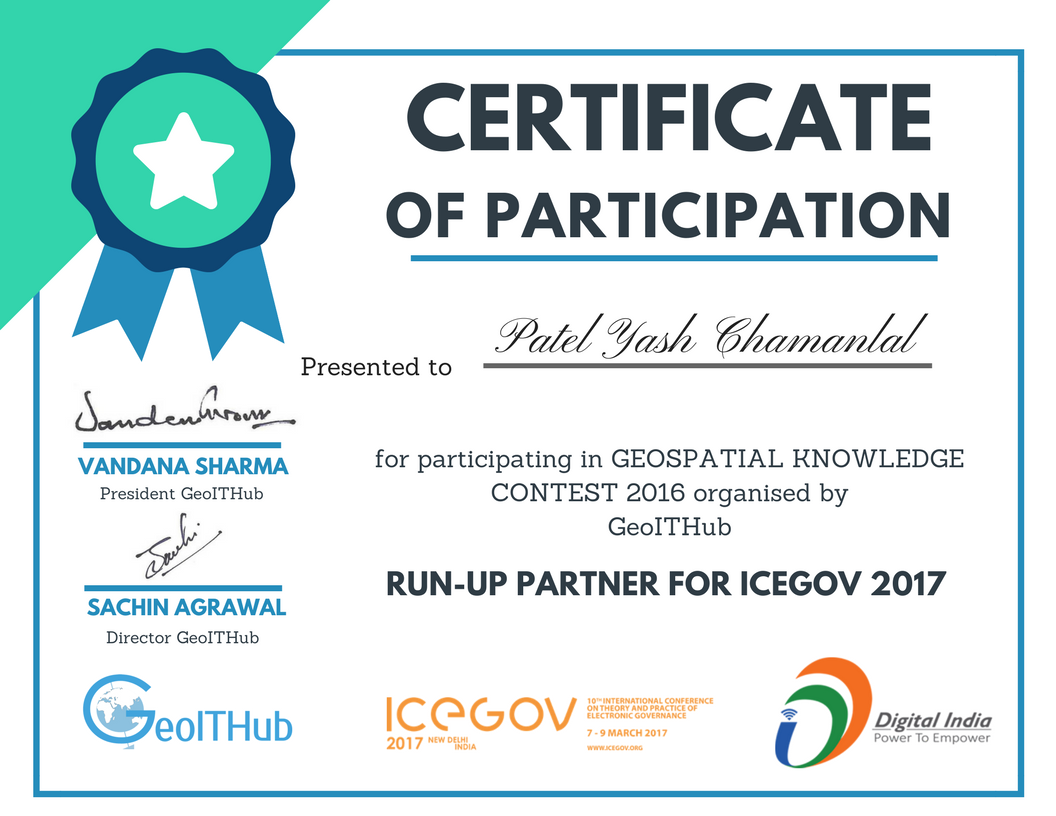 CERTIFICATE
OF PARTICIPATION
Presented to
Patel Yash Chamanlal
for participating in GEOSPATIAL KNOWLEDGE
CONTEST 2016 organised by
GeoITHub
RUN-UP PARTNER FOR ICEGOV 2017
VANDANA SHARMA
President GeoITHub
SACHIN AGRAWAL
Director GeoITHub
GeoITHub
ICEGOV
2017 NEW DELHI
INDIA
10TH INTERNATIONAL CONFERENCE
ON THEORY AND PRACTICE OF
ELECTRONIC GOVERNANCE
7 - 9 MARCH 2017
WWW.ICEGOV.ORG
Digital India
Power To Empower